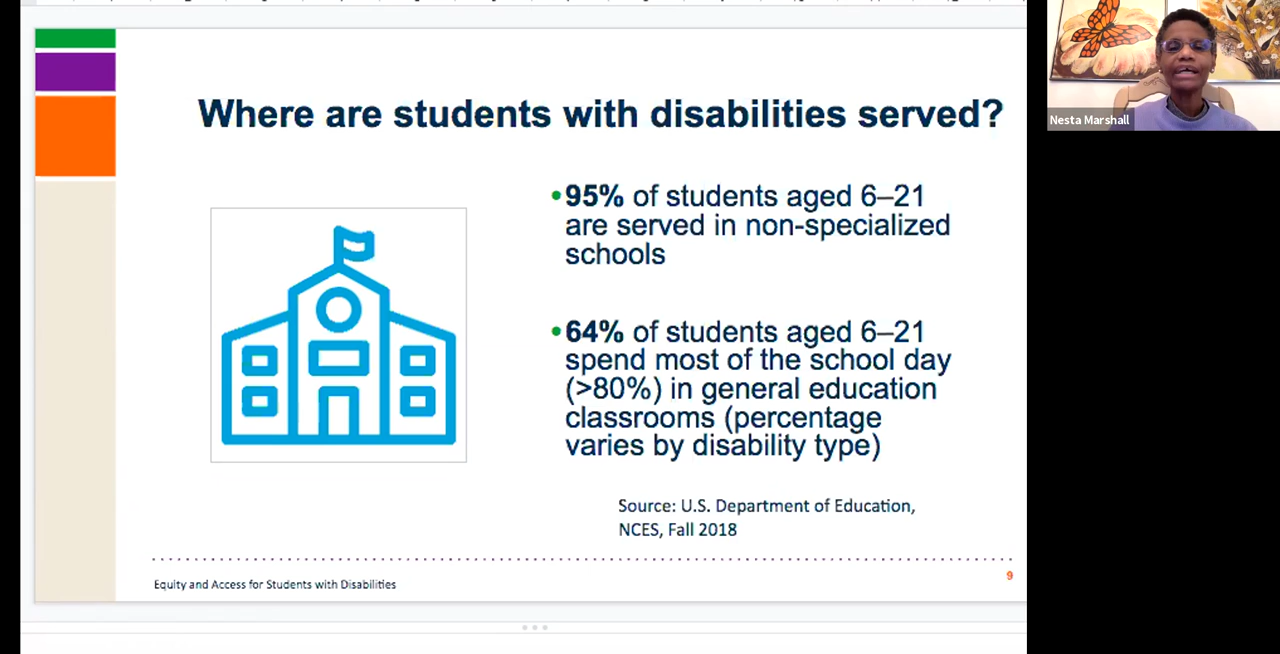 Where are students with disabilities served?
Nesta Marshall
•95% of students aged 6–21
are served in non-specialized
schools
•64% of students aged 6–21
spend most of the school day
(>80%) in general education
classrooms (percentage
varies by disability type)
Source: U.S. Department of Education,
NCES, Fall 2018
Equity and Access for Students with Disabilities
9